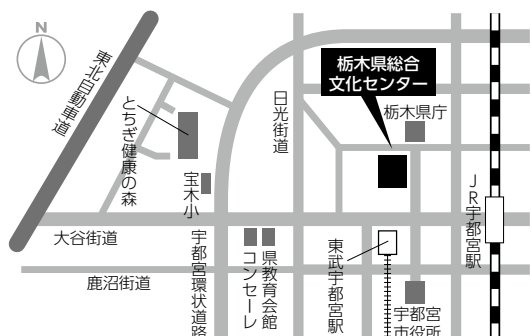 N
東北自動車道
とちぎ健康の森
宝木小
日光街道
栃木県総合
文化センター
栃木県庁
JR宇都宮駅
大谷街道
鹿沼街道
宇都宮環状道路
コンセーレ
県教育会館
東武宇都宮駅
宇都宮
市役所